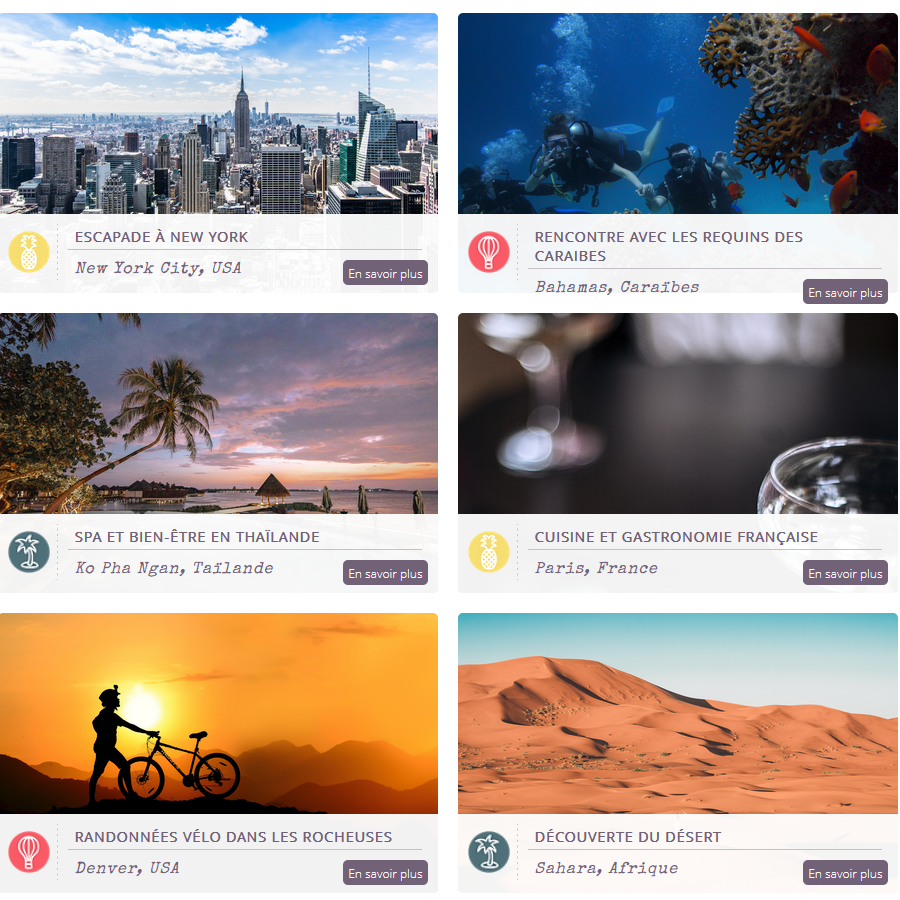 ESCAPADE À NEW YORK
New York City, USA
En savoir plus
RENCONTRE AVEC LES REQUINS DES
CARAIBES
Bahamas, Caraïbes
En savoir plus
SPA ET BIEN-ÊTRE EN THAÏLANDE
Ko Pha Ngan, Taïlande
En savoir plus
CUISINE ET GASTRONOMIE FRANÇAISE
Paris, France
En savoir plus
RANDONNÉES VÉLO DANS LES ROCHEUSES
Denver, USA
En savoir plus
DÉCOUVERTE DU DÉSERT
Sahara, Afrique
En savoir plus